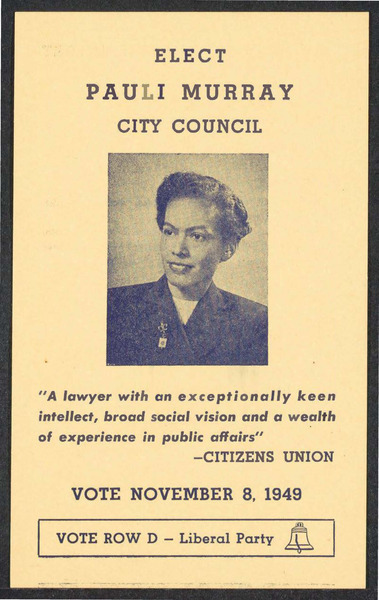 ELECT
PAULI MURRAY
CITY COUNCIL
"A lawyer with an exceptionally keen
intellect, broad social vision and a wealth
of experience in public affairs"
—CITIZENS UNION
VOTE NOVEMBER 8, 1949
VOTE ROW D — Liberal Party